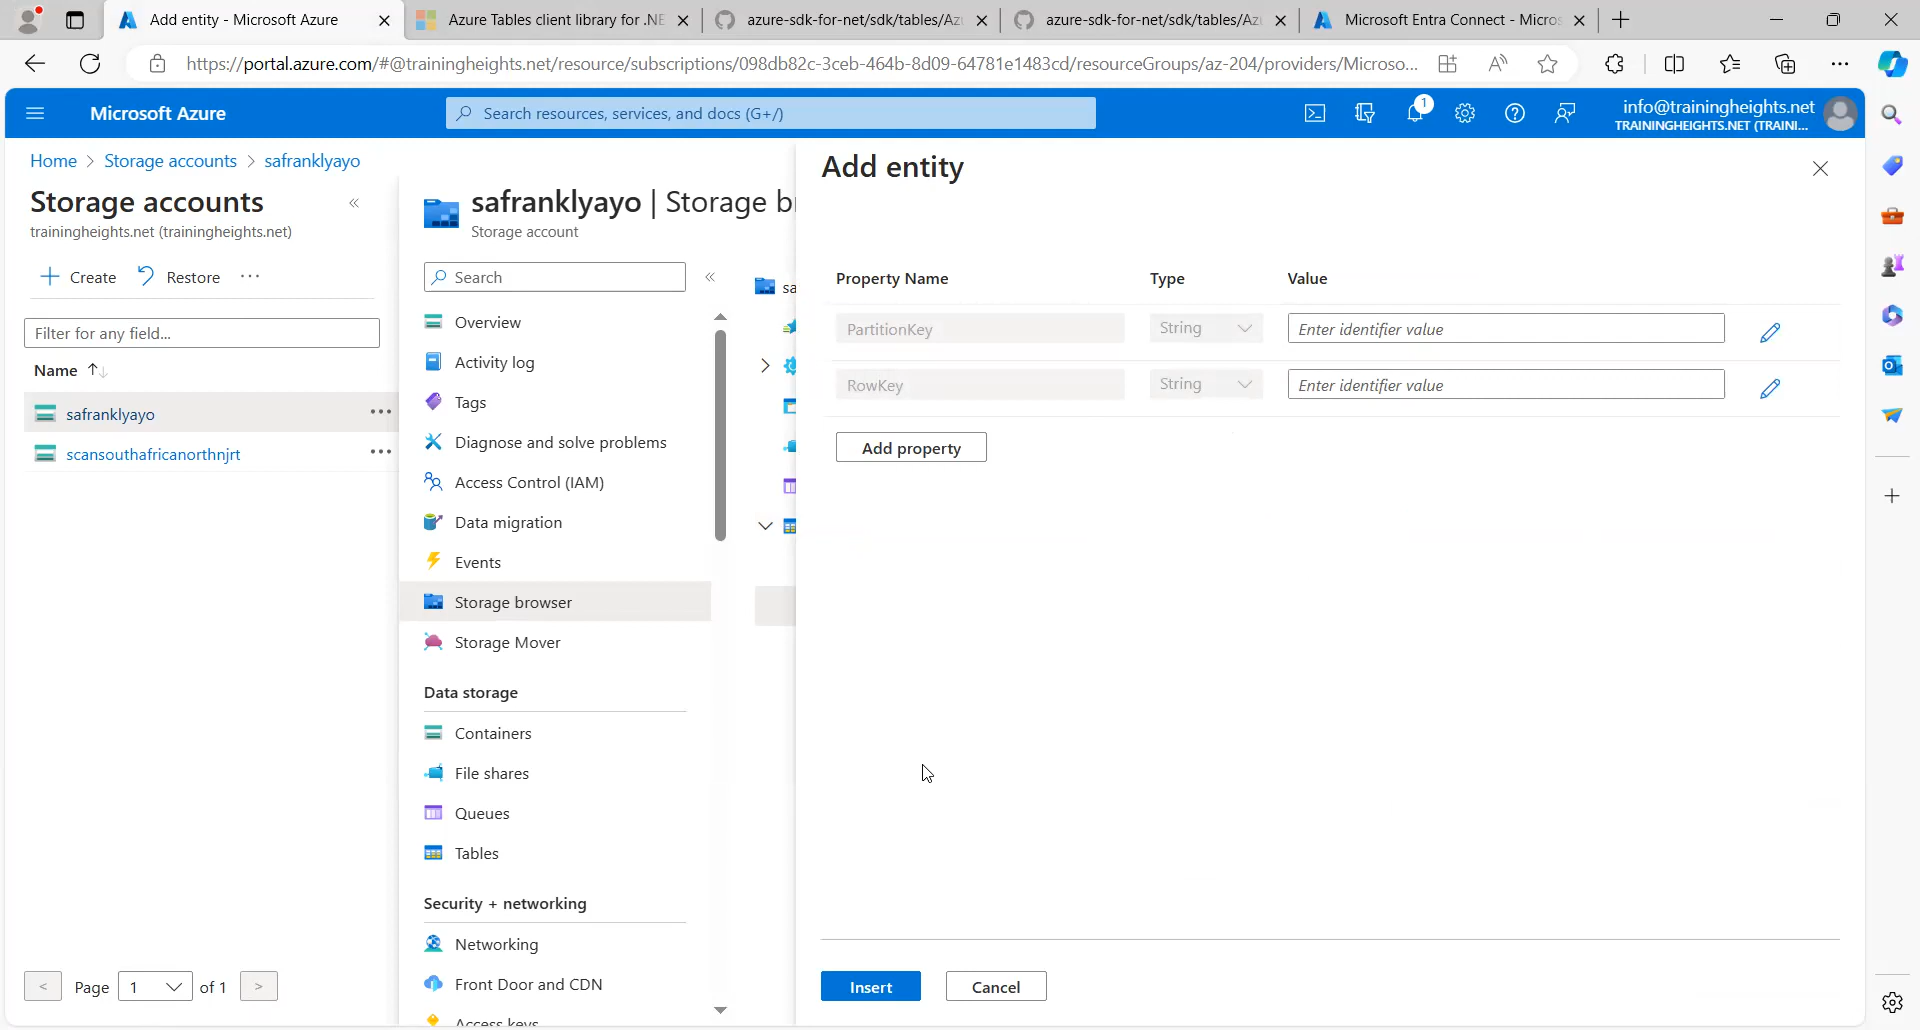 Add entity - Microsoft Azure
Azure Tables client library for .NE
azure-sdk-for-net/sdk/tables/Az
azure-sdk-for-net/sdk/tables/Az
Microsoft Entra Connect - Micros
https://portal.azure.com/#@trainingheights.net/resource/subscriptions/098db82c-3ceb-464b-8d09-64781e1483cd/resourceGroups/az-204/providers/Microso...
Microsoft Azure
Search resources, services, and docs (G+/)
1
info@trainingheights.net
TRAININGHEIGHTS.NET (TRAINI...
Home > Storage accounts > safranklyayo
Storage accounts
trainingheights.net (trainingheights.net)
Create
Restore
Filter for any field...
Name
safranklyayo
scansouthafricanorthnjrt
< Page 1 of 1 >
safranklyayo | Storage b
Storage account
Search
Overview
Activity log
Tags
Diagnose and solve problems
Access Control (IAM)
Data migration
Events
Storage browser
Storage Mover
Data storage
Containers
File shares
Queues
Tables
Security + networking
Networking
Front Door and CDN
Access keys
sa
Add entity
Property Name Type Value
PartitionKey String Enter identifier value
RowKey String Enter identifier value
Add property
Insert Cancel